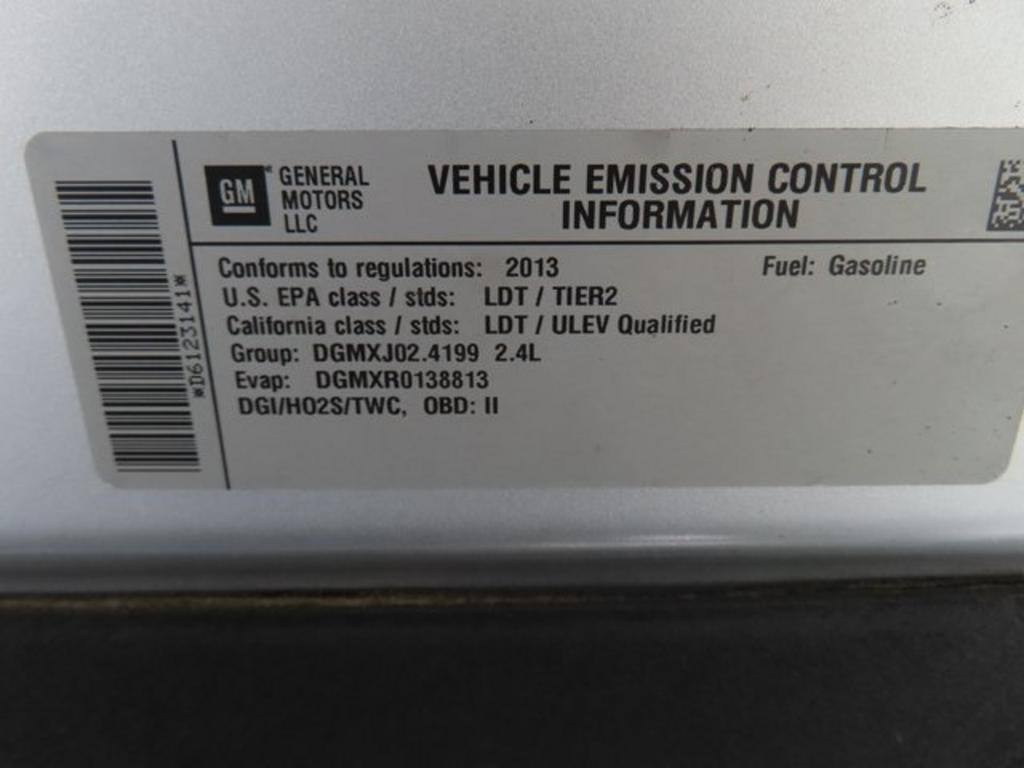 GM
GENERAL
MOTORS
LLC
VEHICLE EMISSION CONTROL
INFORMATION
Conforms to regulations: 2013 Fuel: Gasoline
U.S. EPA class / stds: LDT / TIER2
California class / stds: LDT / ULEV Qualified
Group: DGMXJ02.4199 2.4L
Evap: DGMXR0138813
DGI/HO2S/TWC, OBD: II
*D6123141*